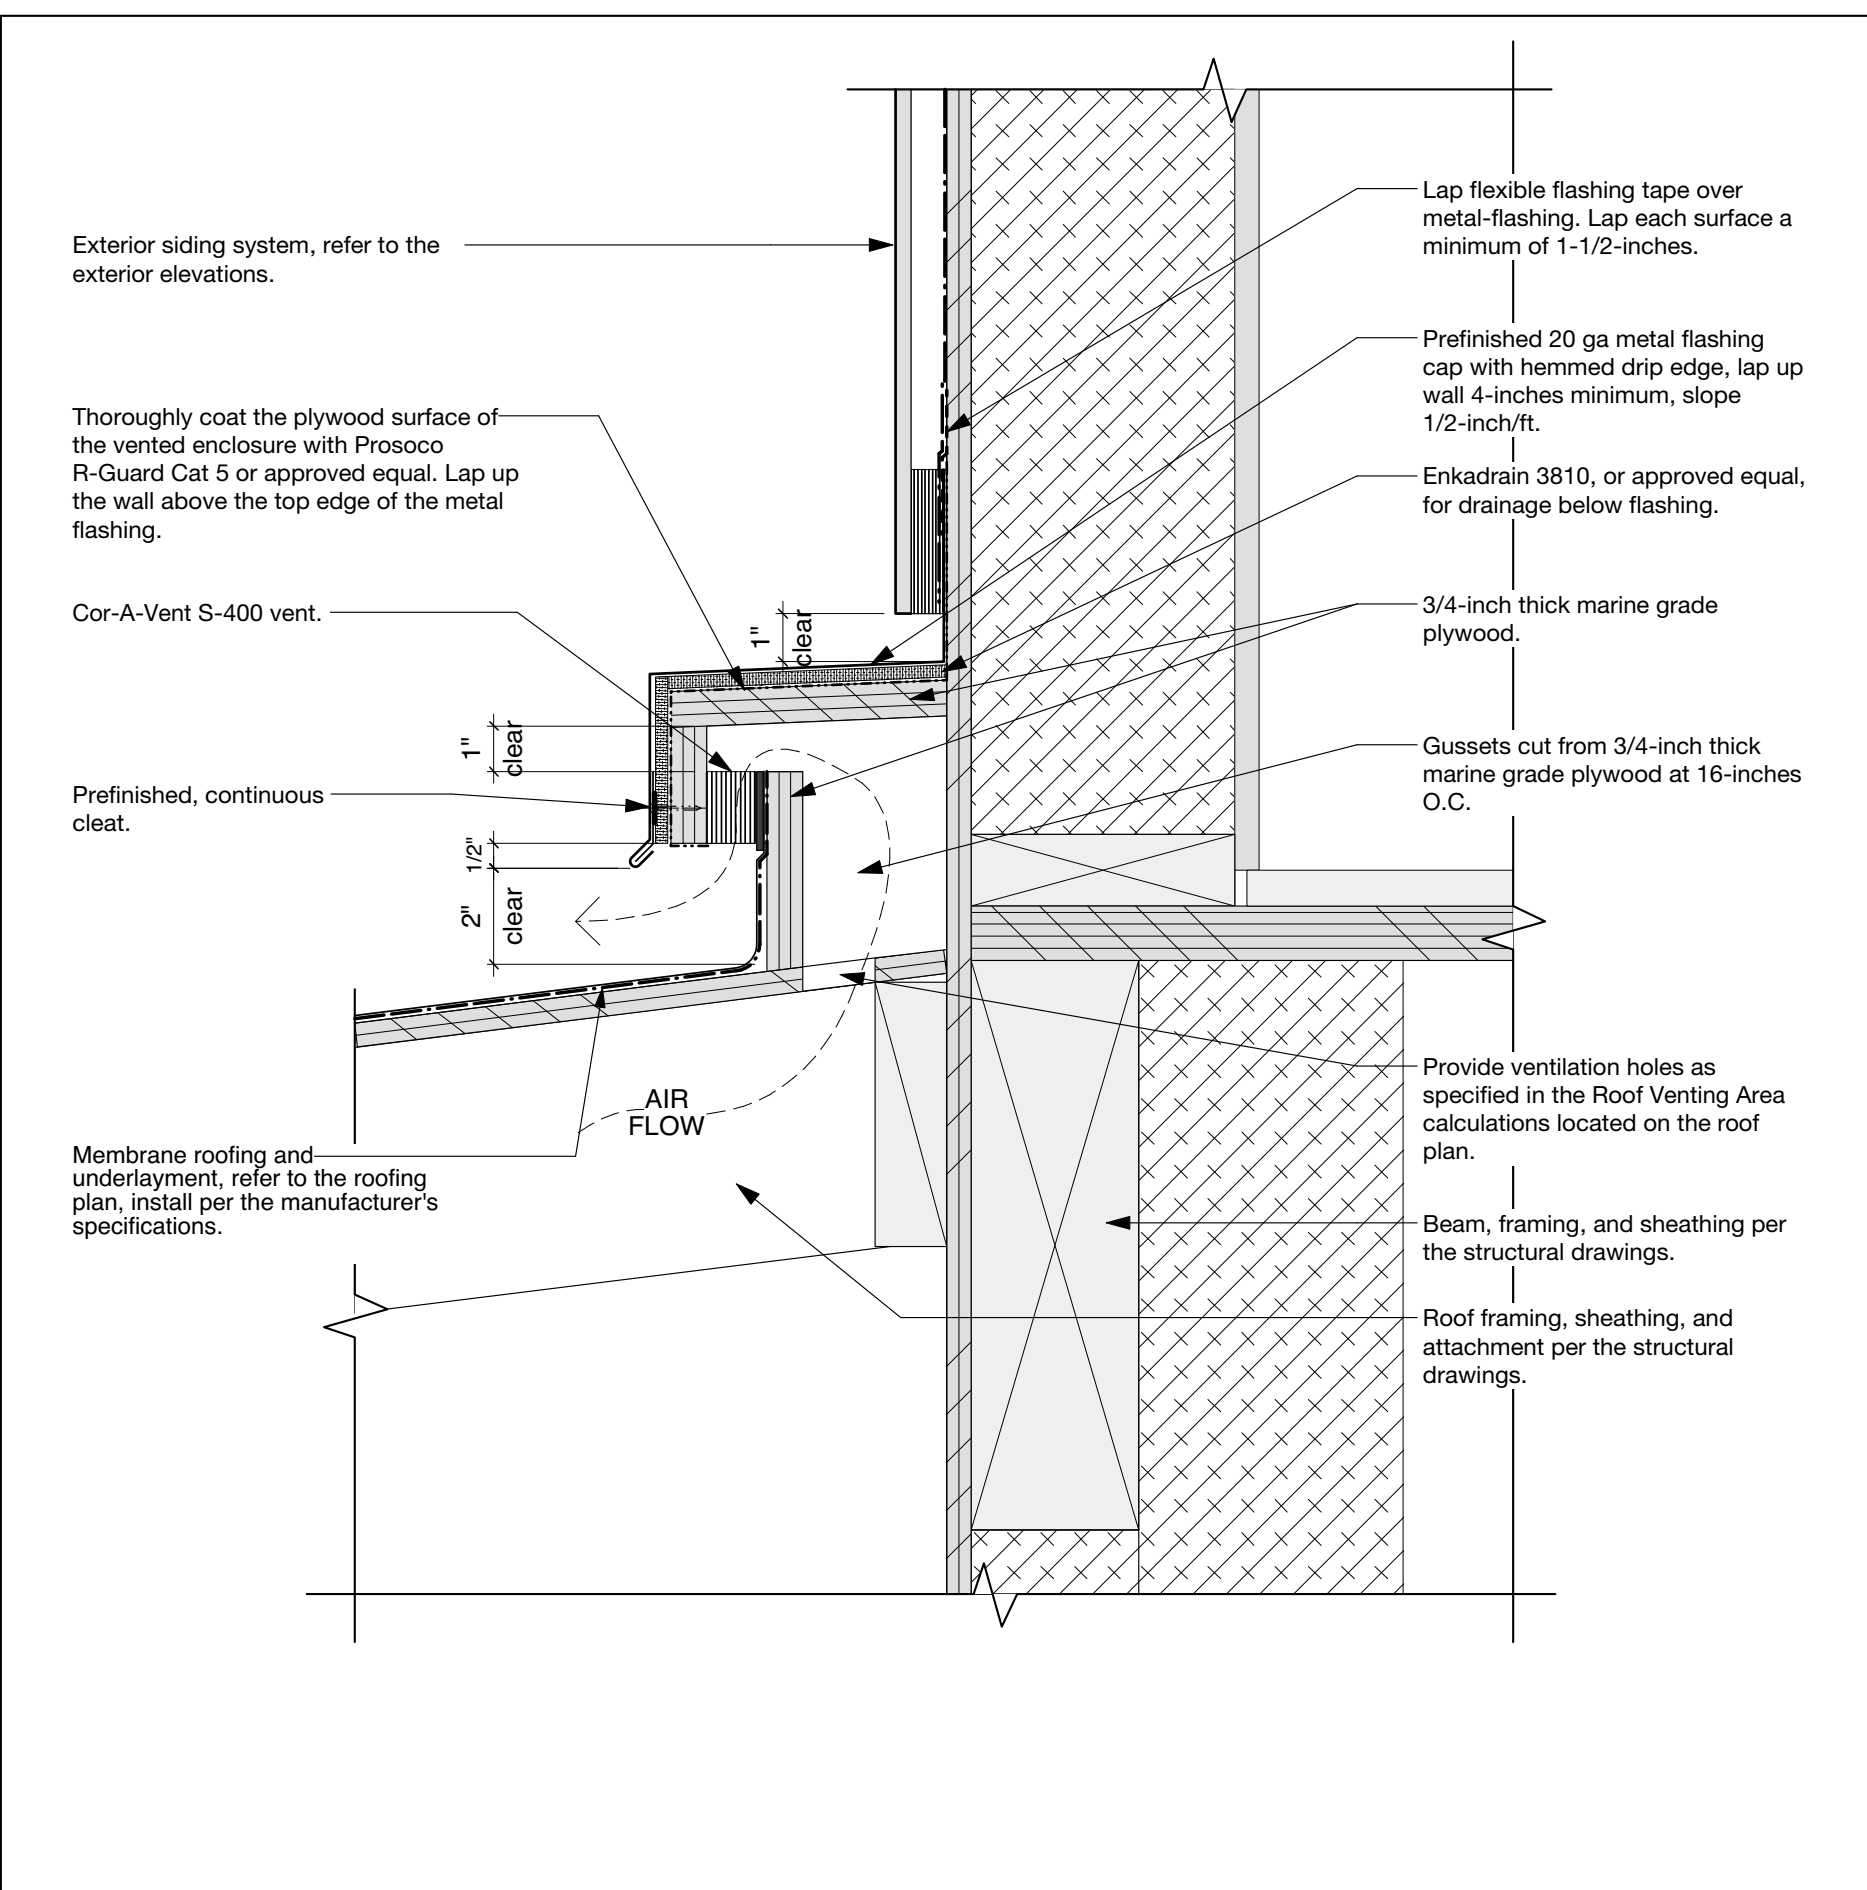 Exterior siding system, refer to the
exterior elevations.
Thoroughly coat the plywood surface of
the vented enclosure with Prosoco
R-Guard Cat 5 or approved equal. Lap up
the wall above the top edge of the metal
flashing.
Cor-A-Vent S-400 vent.
Prefinished, continuous
cleat.
Membrane roofing and
underlayment, refer to the roofing
plan, install per the manufacturer's
specifications.
1"
clear
1"
clear
1/2"
2"
clear
AIR
FLOW
Lap flexible flashing tape over
metal-flashing. Lap each surface a
minimum of 1-1/2-inches.
Prefinished 20 ga metal flashing
cap with hemmed drip edge, lap up
wall 4-inches minimum, slope
1/2-inch/ft.
Enkadrain 3810, or approved equal,
for drainage below flashing.
3/4-inch thick marine grade
plywood.
Gussets cut from 3/4-inch thick
marine grade plywood at 16-inches
O.C.
Provide ventilation holes as
specified in the Roof Venting Area
calculations located on the roof
plan.
Beam, framing, and sheathing per
the structural drawings.
Roof framing, sheathing, and
attachment per the structural
drawings.